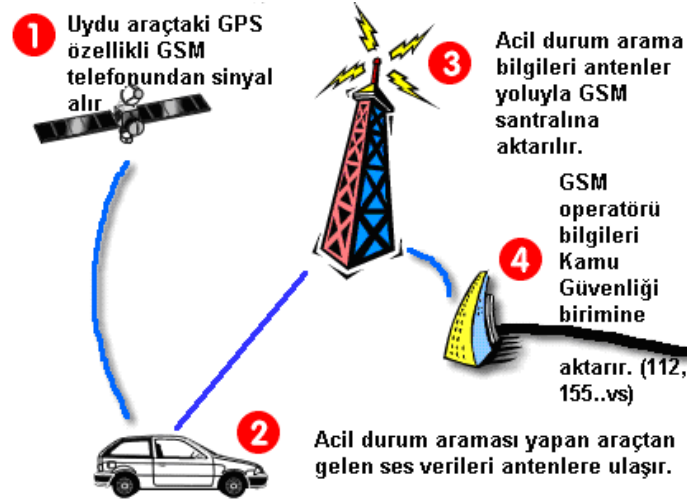 1
Uydu araçtaki GPS
özellikli GSM
telefonundan sinyal
alır
3
Acil durum arama
bilgileri antenler
yoluyla GSM
santralına
aktarılır.
4
GSM
operatörü
bilgileri
Kamu
Güvenliği
birimine
aktarır. (112,
155..vs)
2
Acil durum araması yapan araçtan
gelen ses verileri antenlere ulaşır.